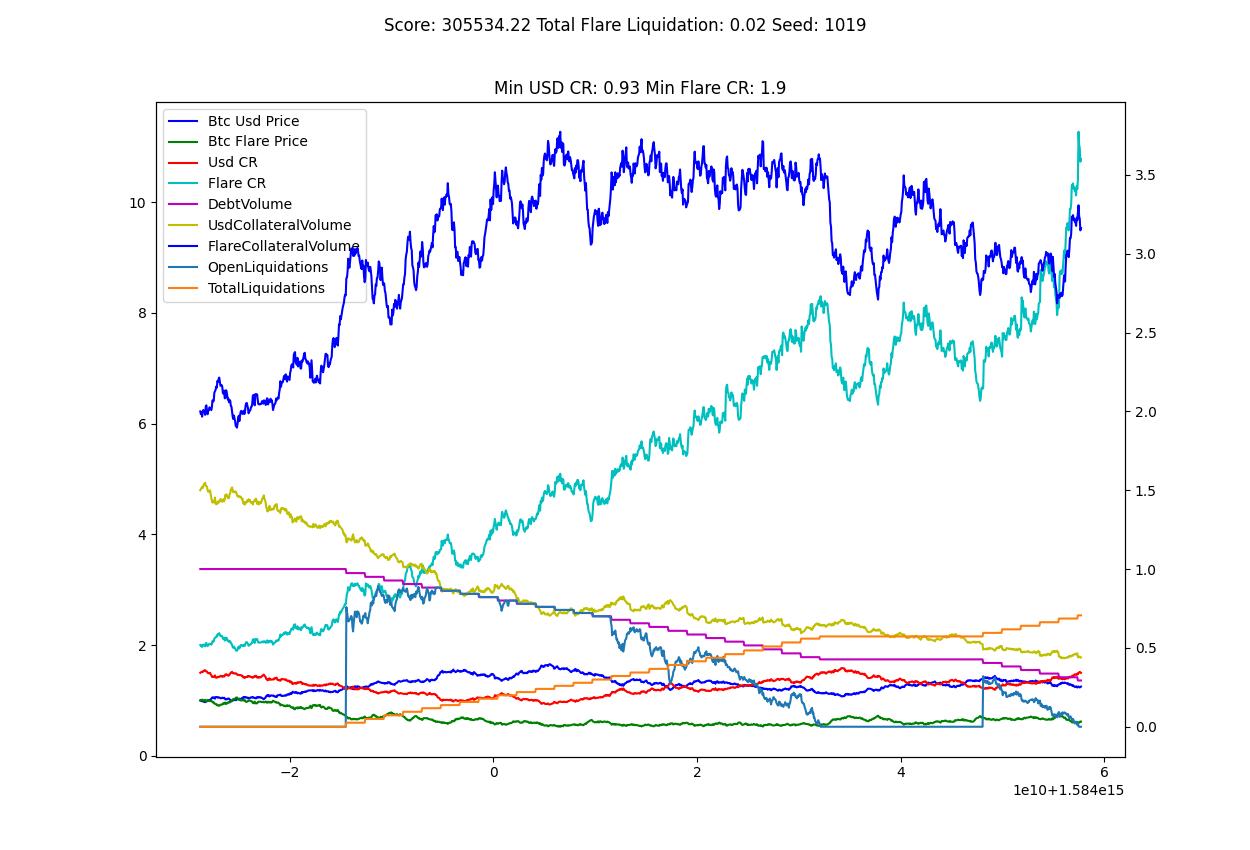 Score: 305534.22 Total Flare Liquidation: 0.02 Seed: 1019
Min USD CR: 0.93 Min Flare CR: 1.9
Btc Usd Price
Btc Flare Price
Usd CR
Flare CR
DebtVolume
UsdCollateralVolume
FlareCollateralVolume
OpenLiquidations
TotalLiquidations
10
8
6
4
2
0
3.5
3.0
2.5
2.0
1.5
1.0
0.5
0.0
−2
0
2
4
6
1e10+1.584e15